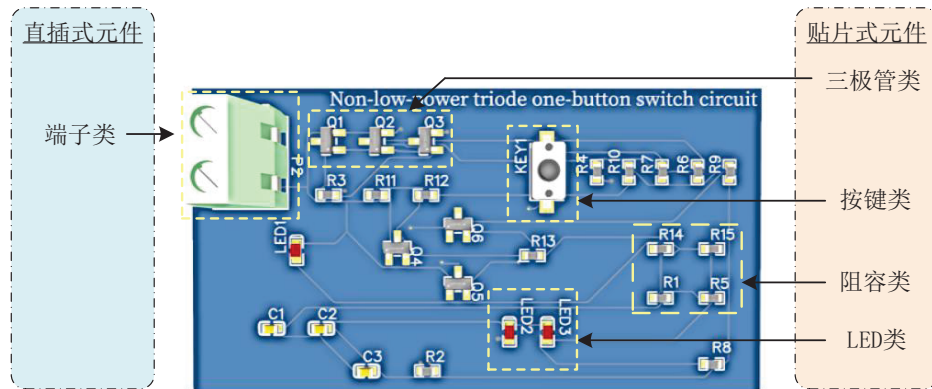 直插式元件
贴片式元件
端子类
三极管类
按键类
阻容类
LED类
Non-low-power triode one-button switch circuit
Q1 Q2 Q3
P2
KEY1
R4 R10 R7 R6 R9
R3 R11 R12
LED1
Q6
Q4
R13
R14 R15
Q5
R1 R5
C1 C2
LED2 LED3
C3 R2
R8